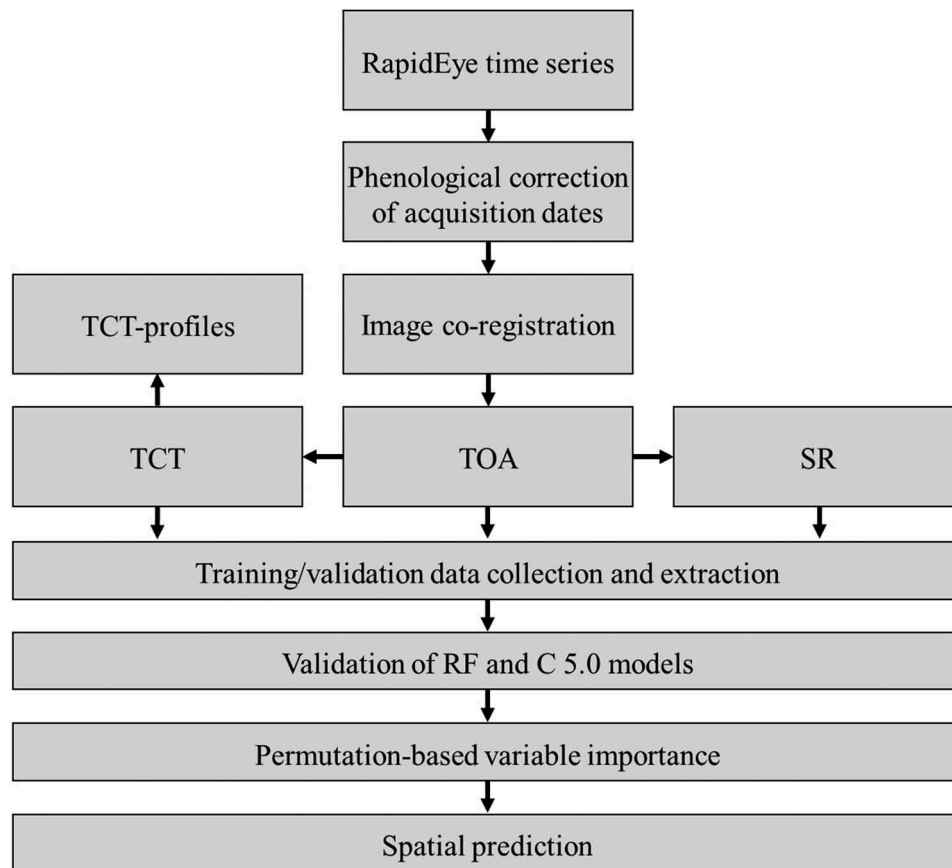 RapidEye time series
Phenological correction
of acquisition dates
TCT-profiles
Image co-registration
TCT
TOA
SR
Training/validation data collection and extraction
Validation of RF and C 5.0 models
Permutation-based variable importance
Spatial prediction